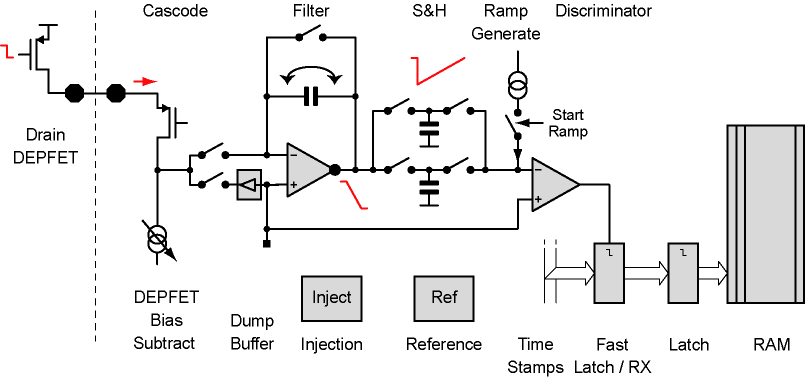 Cascode
Filter
S&H
Ramp
Generate
Discriminator
Start
Ramp
Drain
DEPFET
−
+
−
+
Inject
Ref
DEPFET
Bias
Subtract
Dump
Buffer
Injection
Reference
Time
Stamps
Fast
Latch / RX
Latch
RAM